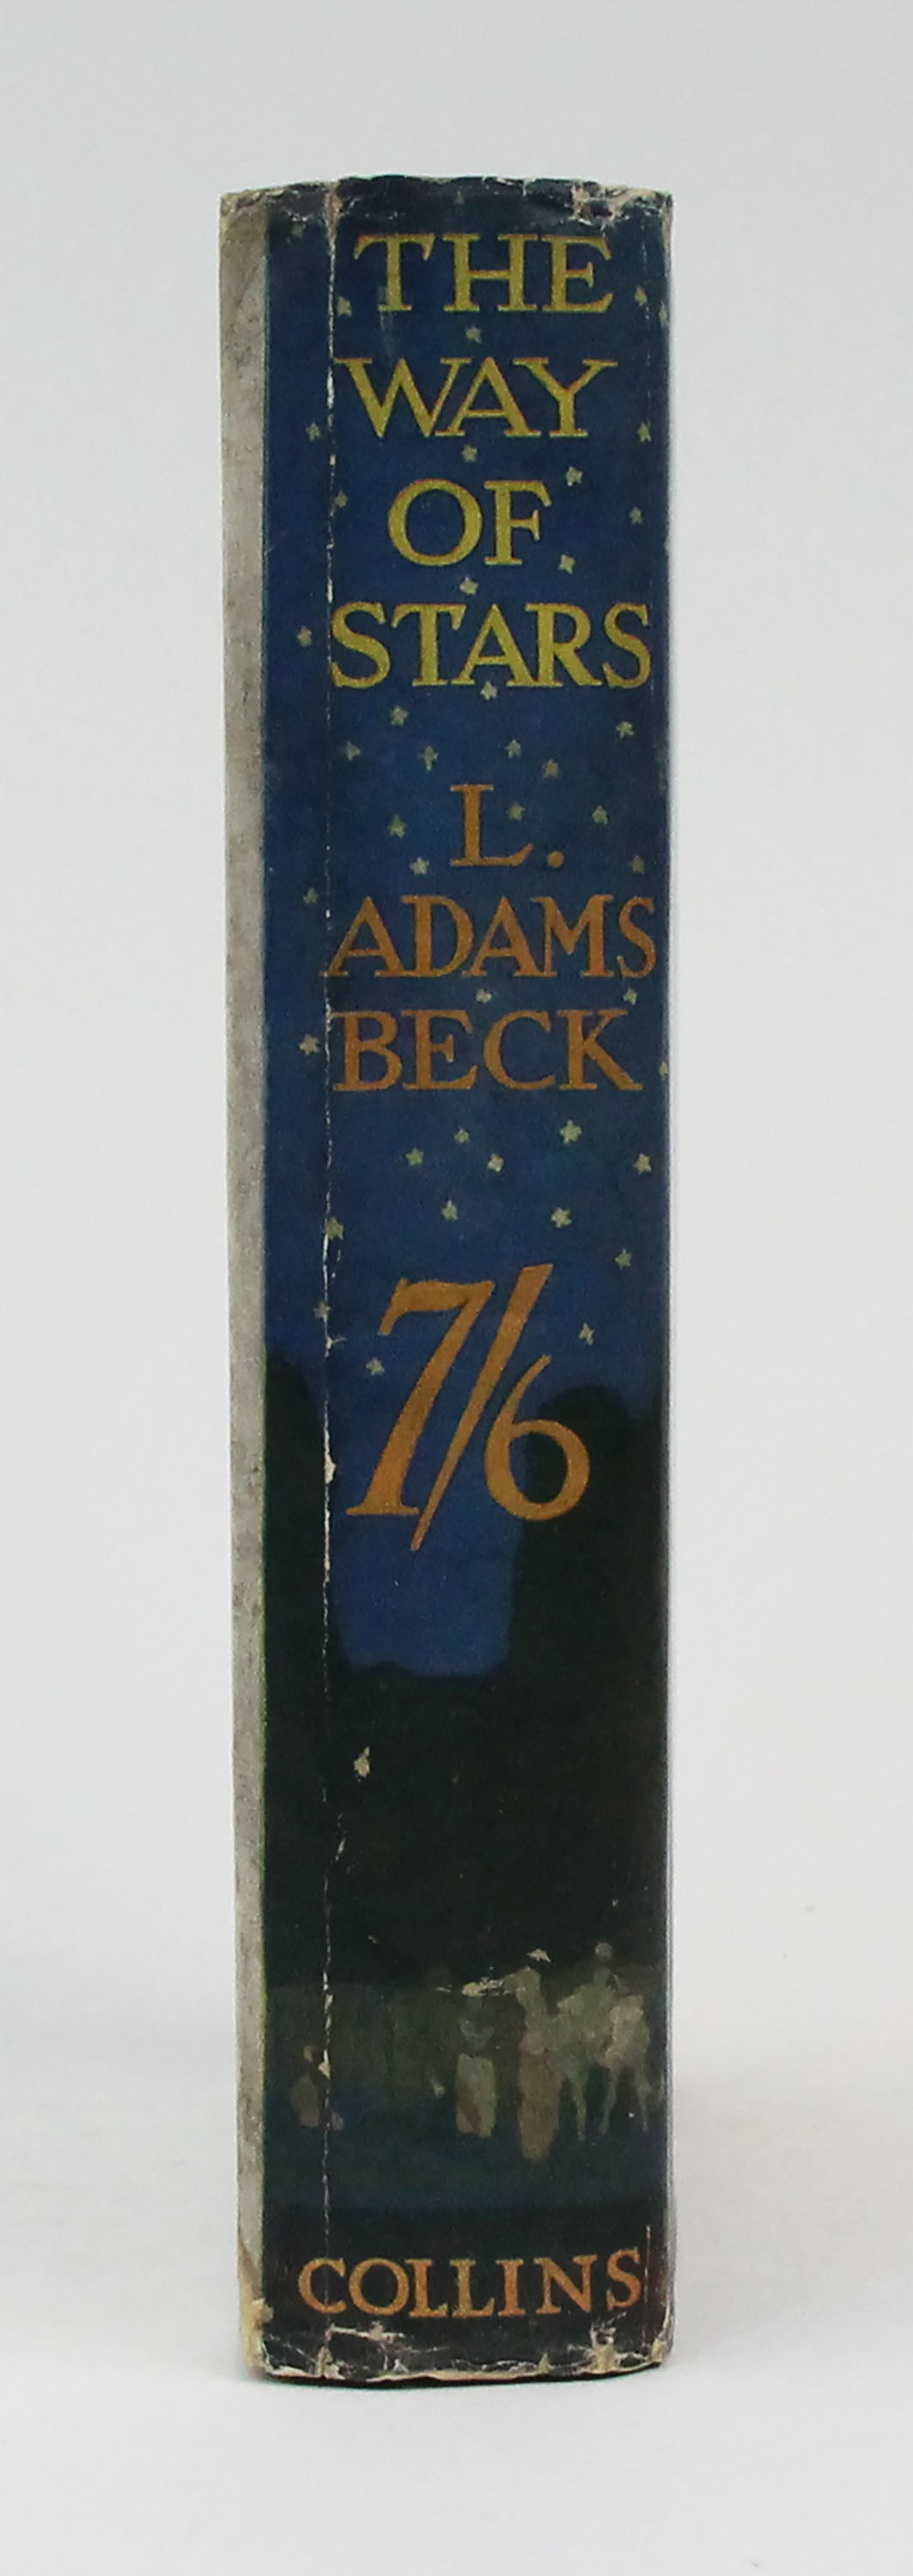 THE
WAY
OF
STARS
L.
ADAMS
BECK
7/6
COLLINS